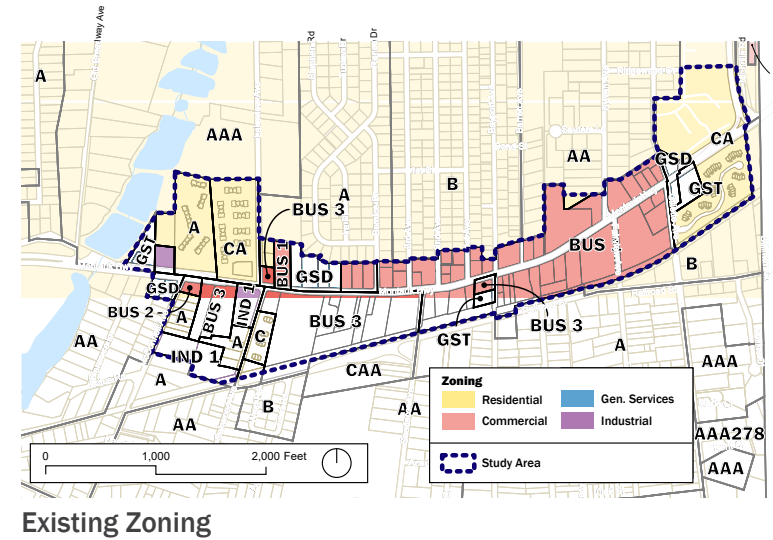 A
AAA
A
B
AA
CA
GSD
GST
BUS 3
A
CA
GST
BUS 1
GSD
BUS
B
GSD
BUS 2
A
BUS 3
IND 1
A
C
IND 1
BUS 3
GST
BUS 3
AA
A
AA
B
CAA
AA
A
AAA
AAA278
AAA
Zoning
Residential
Gen. Services
Commercial
Industrial
Study Area
0 1,000 2,000 Feet
Existing Zoning